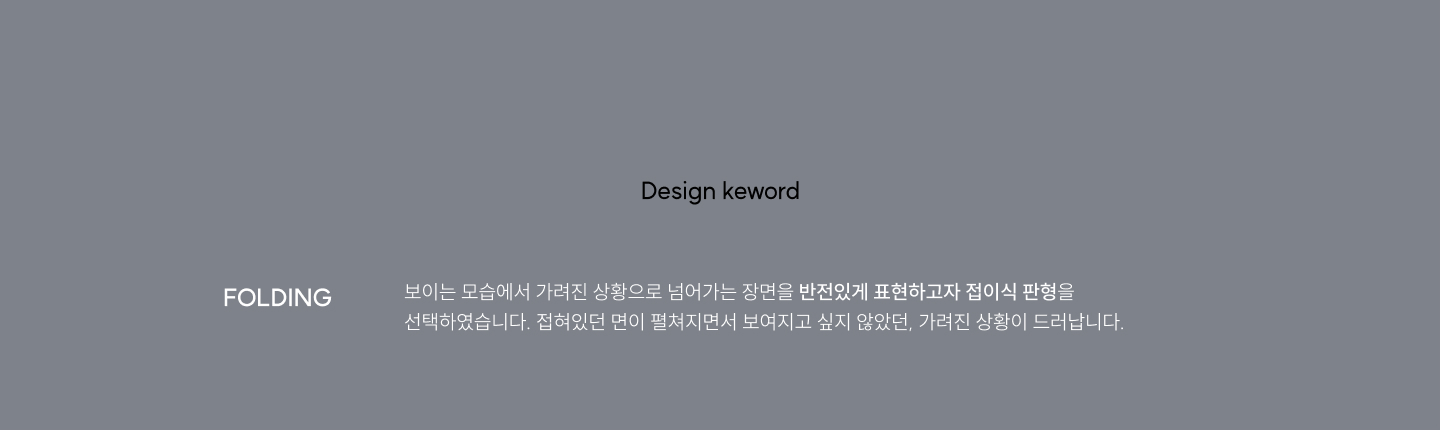 Design keword
FOLDING
보이는 모습에서 가려진 상황으로 넘어가는 장면을 반전있게 표현하고자 접이식 판형을
선택하였습니다. 접혀있던 면이 펼쳐지면서 보여지고 싶지 않았던, 가려진 상황이 드러납니다.